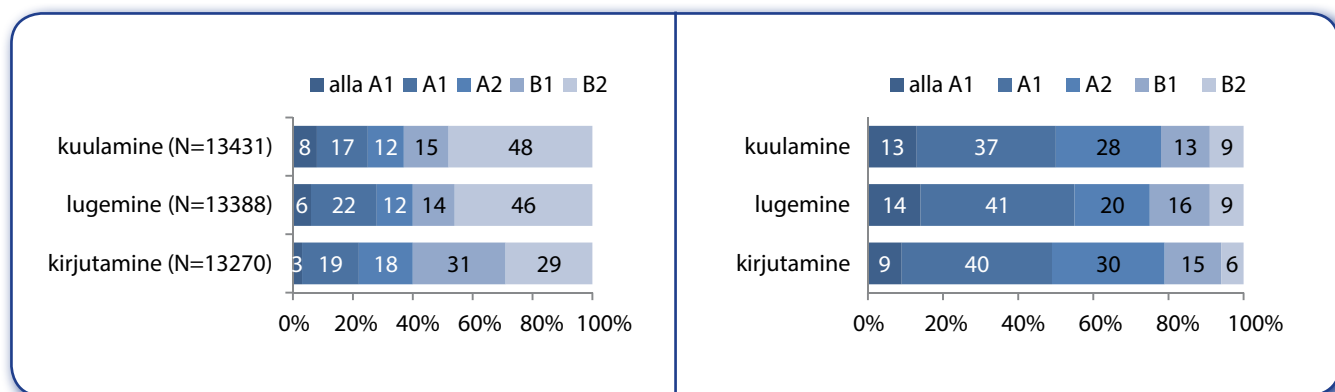 alla A1 A1 A2 B1 B2
kuulamine (N=13431) 8 17 12 15 48
lugemine (N=13388) 6 22 12 14 46
kirjutamine (N=13270) 3 19 18 31 29
0% 20% 40% 60% 80% 100%
alla A1 A1 A2 B1 B2
kuulamine 13 37 28 13 9
lugemine 14 41 20 16 9
kirjutamine 9 40 30 15 6
0% 20% 40% 60% 80% 100%